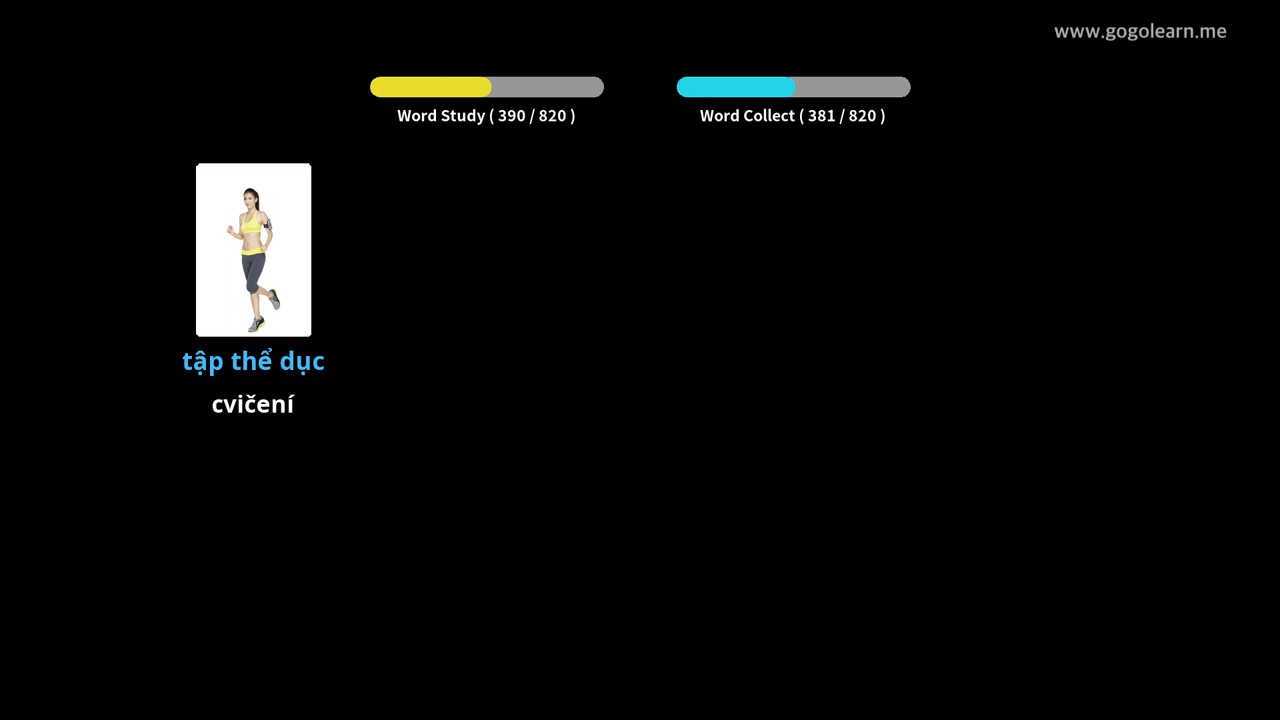 www.gogolearn.me
Word Study ( 390 / 820 )
Word Collect ( 381 / 820 )
tập thể dục
cvičení